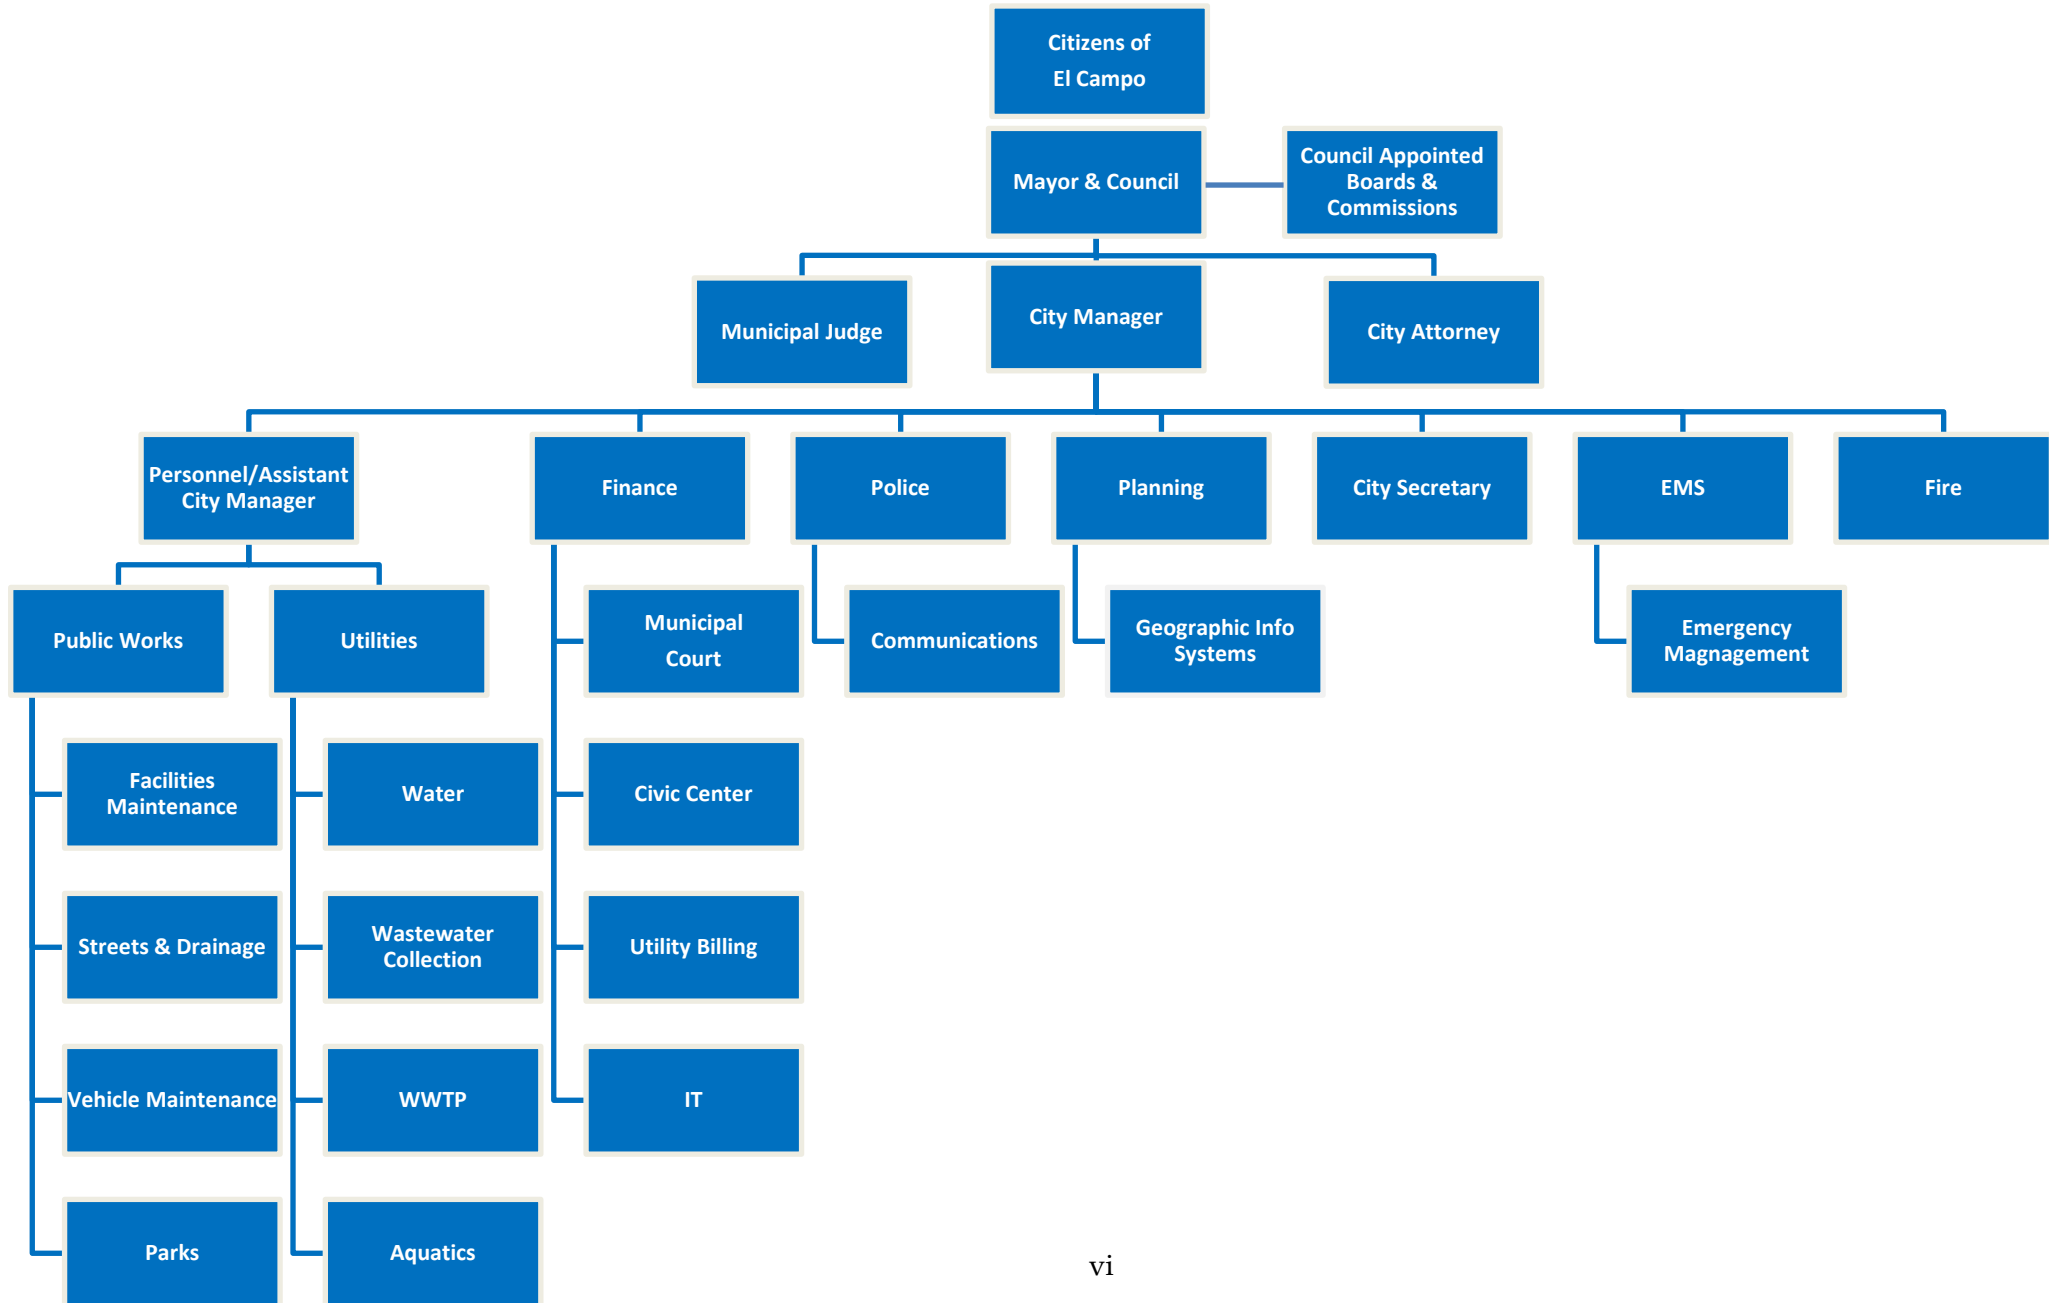 Citizens of
El Campo
Mayor & Council
Council Appointed
Boards &
Commissions
Municipal Judge
City Manager
City Attorney
Personnel/Assistant
City Manager
Finance
Police
Planning
City Secretary
EMS
Fire
Public Works
Utilities
Municipal
Court
Communications
Geographic Info
Systems
Emergency
Magnagement
Facilities
Maintenance
Water
Civic Center
Streets & Drainage
Wastewater
Collection
Utility Billing
Vehicle Maintenance
WWTP
IT
Parks
Aquatics
vi